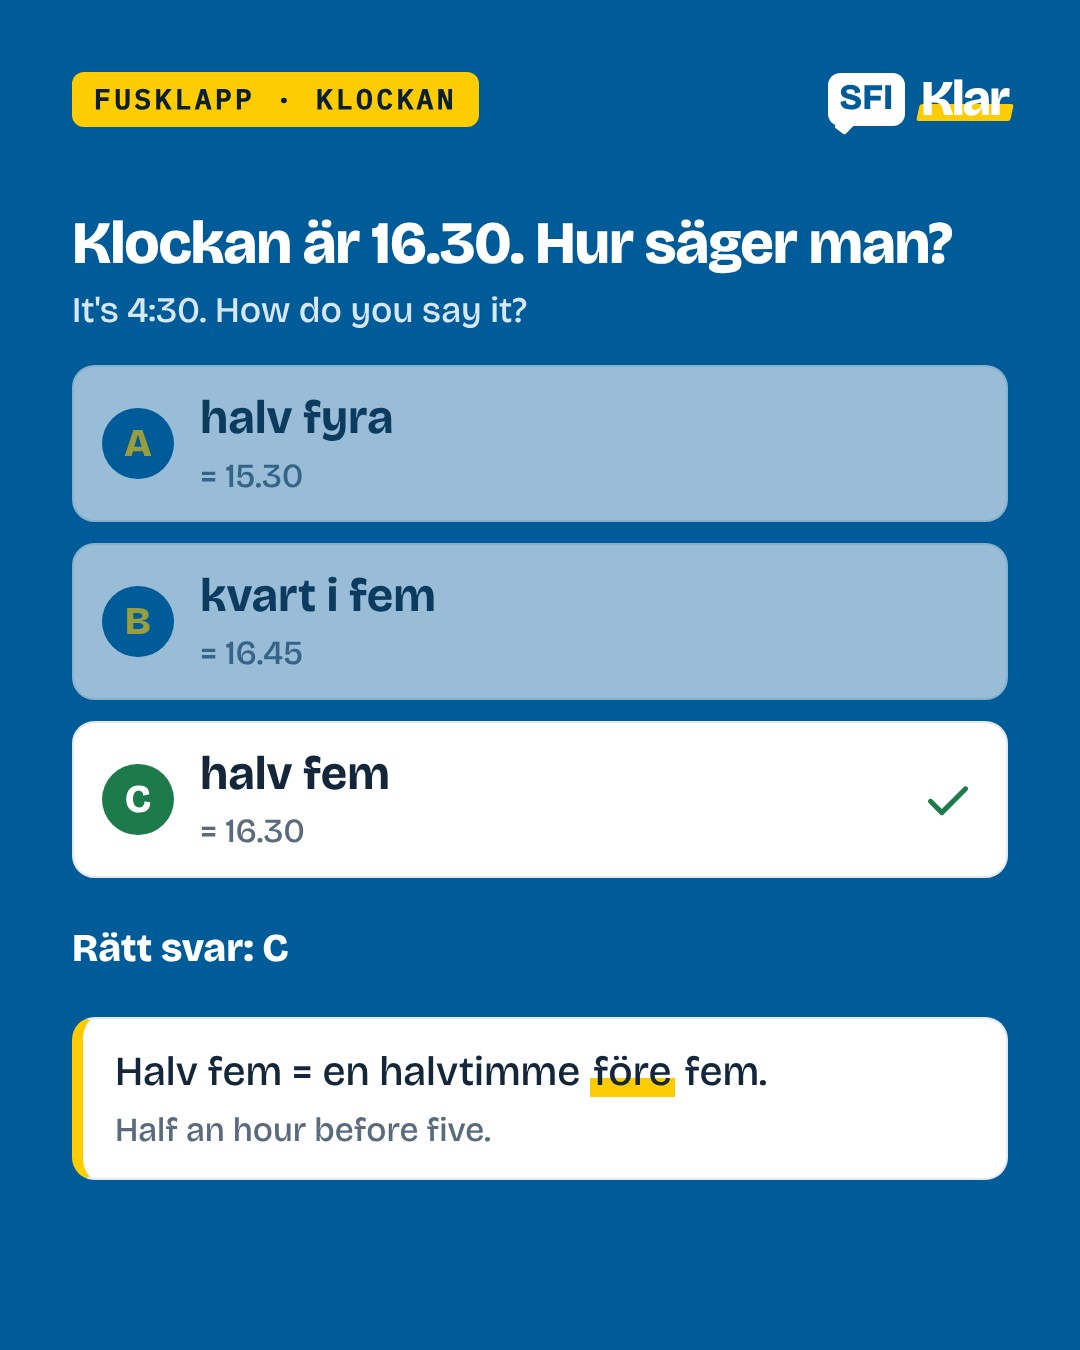 FUSKLAPP · KLOCKAN
SFI Klar
Klockan är 16.30. Hur säger man?
It's 4:30. How do you say it?
A
halv fyra
= 15.30
B
kvart i fem
= 16.45
C
halv fem
= 16.30
Rätt svar: C
Halv fem = en halvtimme före fem.
Half an hour before five.